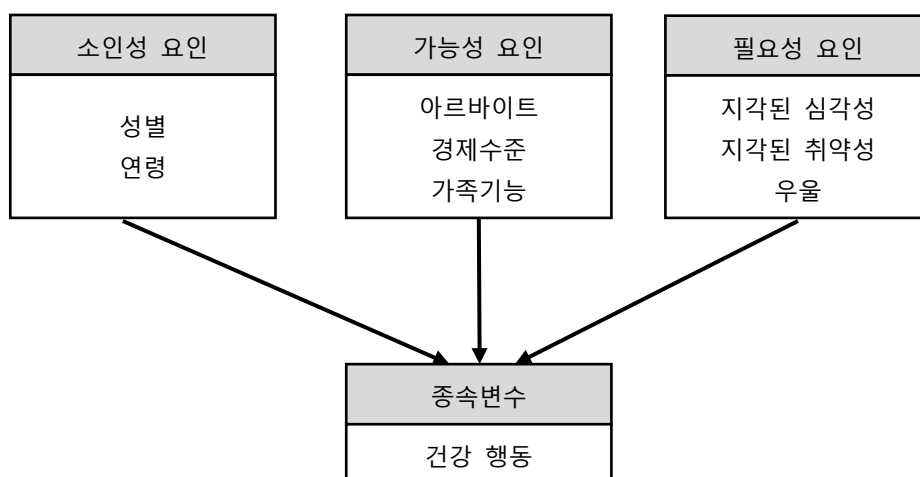 소인성 요인
성별
연령
가능성 요인
아르바이트
경제수준
가족기능
필요성 요인
지각된 심각성
지각된 취약성
우울
종속변수
건강 행동